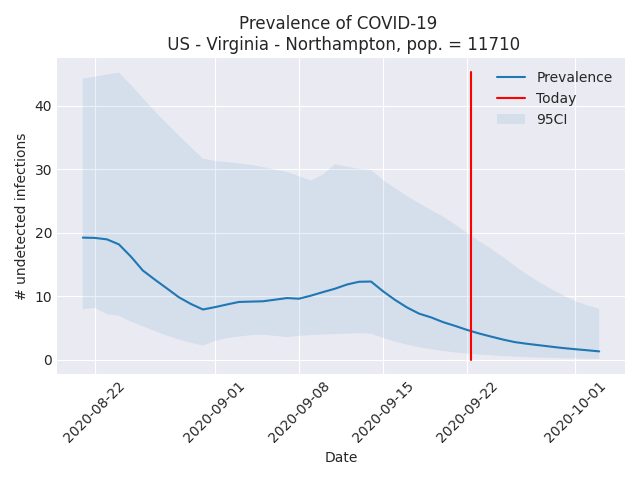 Prevalence of COVID-19
US - Virginia - Northampton, pop. = 11710
Prevalence
Today
95CI
# undetected infections
40
30
20
10
0
2020-08-22
2020-09-01
2020-09-08
2020-09-15
2020-09-22
2020-10-01
Date